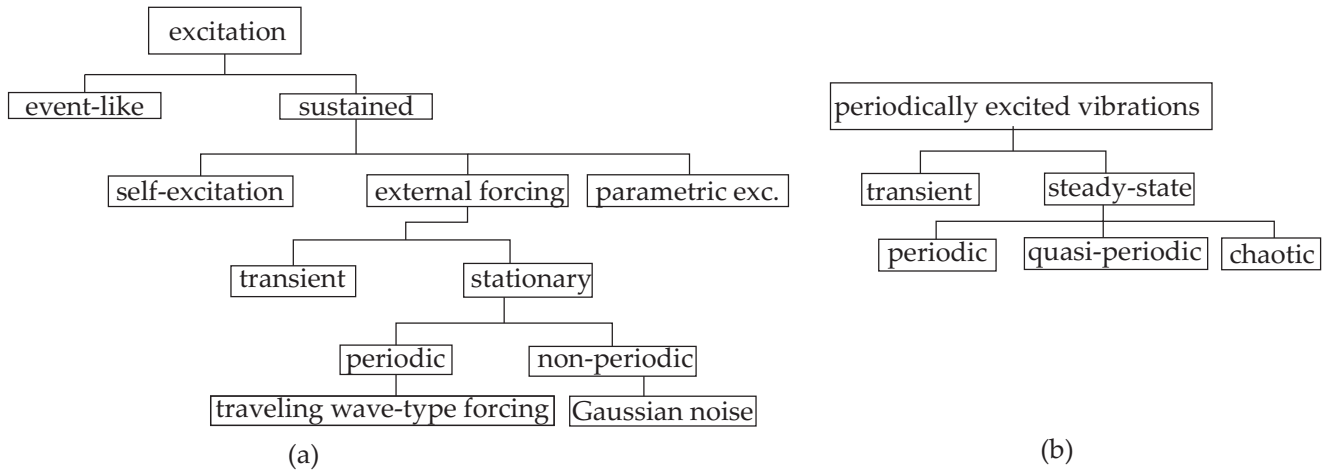 excitation
event-like
sustained
self-excitation
external forcing
parametric exc.
transient
stationary
periodic
non-periodic
traveling wave-type forcing
Gaussian noise
(a)
periodically excited vibrations
transient
steady-state
periodic
quasi-periodic
chaotic
(b)